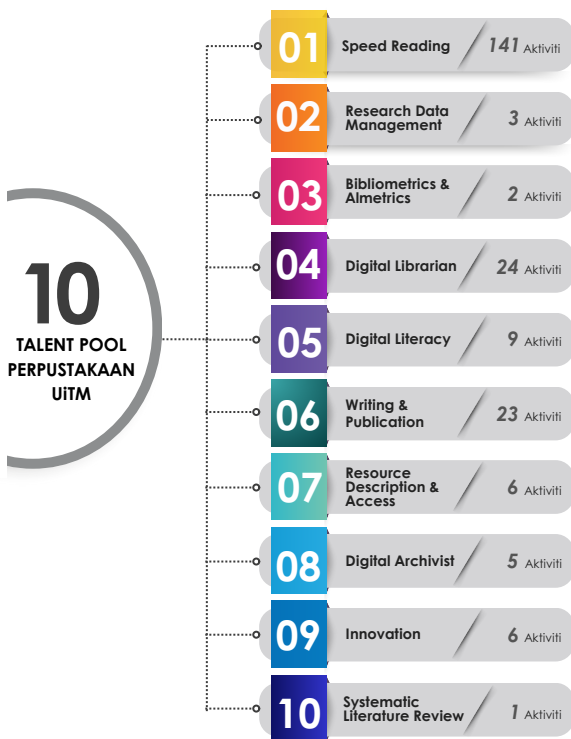 10
TALENT POOL
PERPUSTAKAAN
UiTM
01
Speed Reading
141 Aktiviti
02
Research Data
Management
3 Aktiviti
03
Bibliometrics &
Almetrics
2 Aktiviti
04
Digital Librarian
24 Aktiviti
05
Digital Literacy
9 Aktiviti
06
Writing &
Publication
23 Aktiviti
07
Resource
Description &
Access
6 Aktiviti
08
Digital Archivist
5 Aktiviti
09
Innovation
6 Aktiviti
10
Systematic
Literature Review
1 Aktiviti